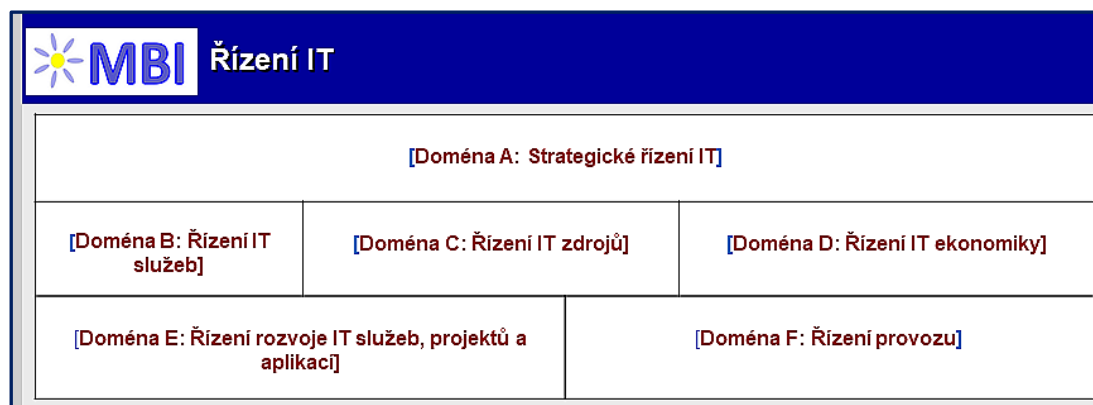 MBI Řízení IT
[Doména A: Strategické řízení IT]
[Doména B: Řízení IT
služeb]
[Doména C: Řízení IT zdrojů]
[Doména D: Řízení IT ekonomiky]
[Doména E: Řízení rozvoje IT služeb, projektů a
aplikací]
[Doména F: Řízení provozu]